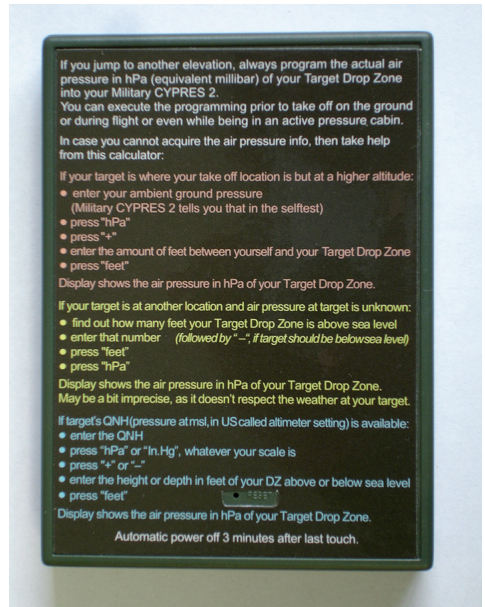 If you jump to another elevation, always program the actual air
pressure in hPa (equivalent millibar) of your Target Drop Zone
into your Military CYPRES 2.
You can execute the programming prior to take off on the ground
or during flight or even while being in an active pressure cabin.
In case you cannot acquire the air pressure info, then take help
from this calculator:
If your target is where your take off location is but at a higher altitude:
● enter your ambient ground pressure
(Military CYPRES 2 tells you that in the selftest)
● press "hPa"
● press "+"
● enter the amount of feet between yourself and your Target Drop Zone
● press "feet"
Display shows the air pressure in hPa of your Target Drop Zone.
If your target is at another location and air pressure at target is unknown:
● find out how many feet your Target Drop Zone is above sea level
● enter that number (followed by "–", if target should be below sea level)
● press "feet"
● press "hPa"
Display shows the air pressure in hPa of your Target Drop Zone.
May be a bit imprecise, as it doesn't respect the weather at your target.
If target's QNH (pressure at msl, in US called altimeter setting) is available:
● enter the QNH
● press "hPa" or "In.Hg", whatever your scale is
● press "+" or "–"
● enter the height or depth in feet of your DZ above or below sea level
● press "feet"
RESET
Display shows the air pressure in hPa of your Target Drop Zone.
Automatic power off 3 minutes after last touch.